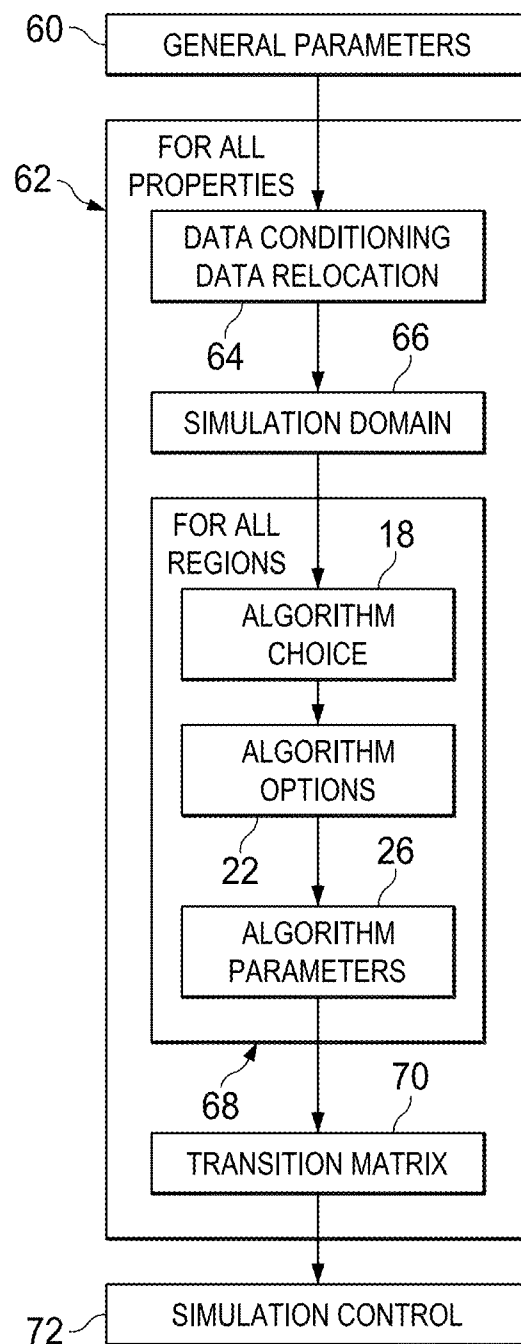 60
GENERAL PARAMETERS
FOR ALL
PROPERTIES
62
DATA CONDITIONING
DATA RELOCATION
64
66
SIMULATION DOMAIN
FOR ALL
REGIONS
18
ALGORITHM
CHOICE
ALGORITHM
OPTIONS
22
26
ALGORITHM
PARAMETERS
68
70
TRANSITION MATRIX
72
SIMULATION CONTROL